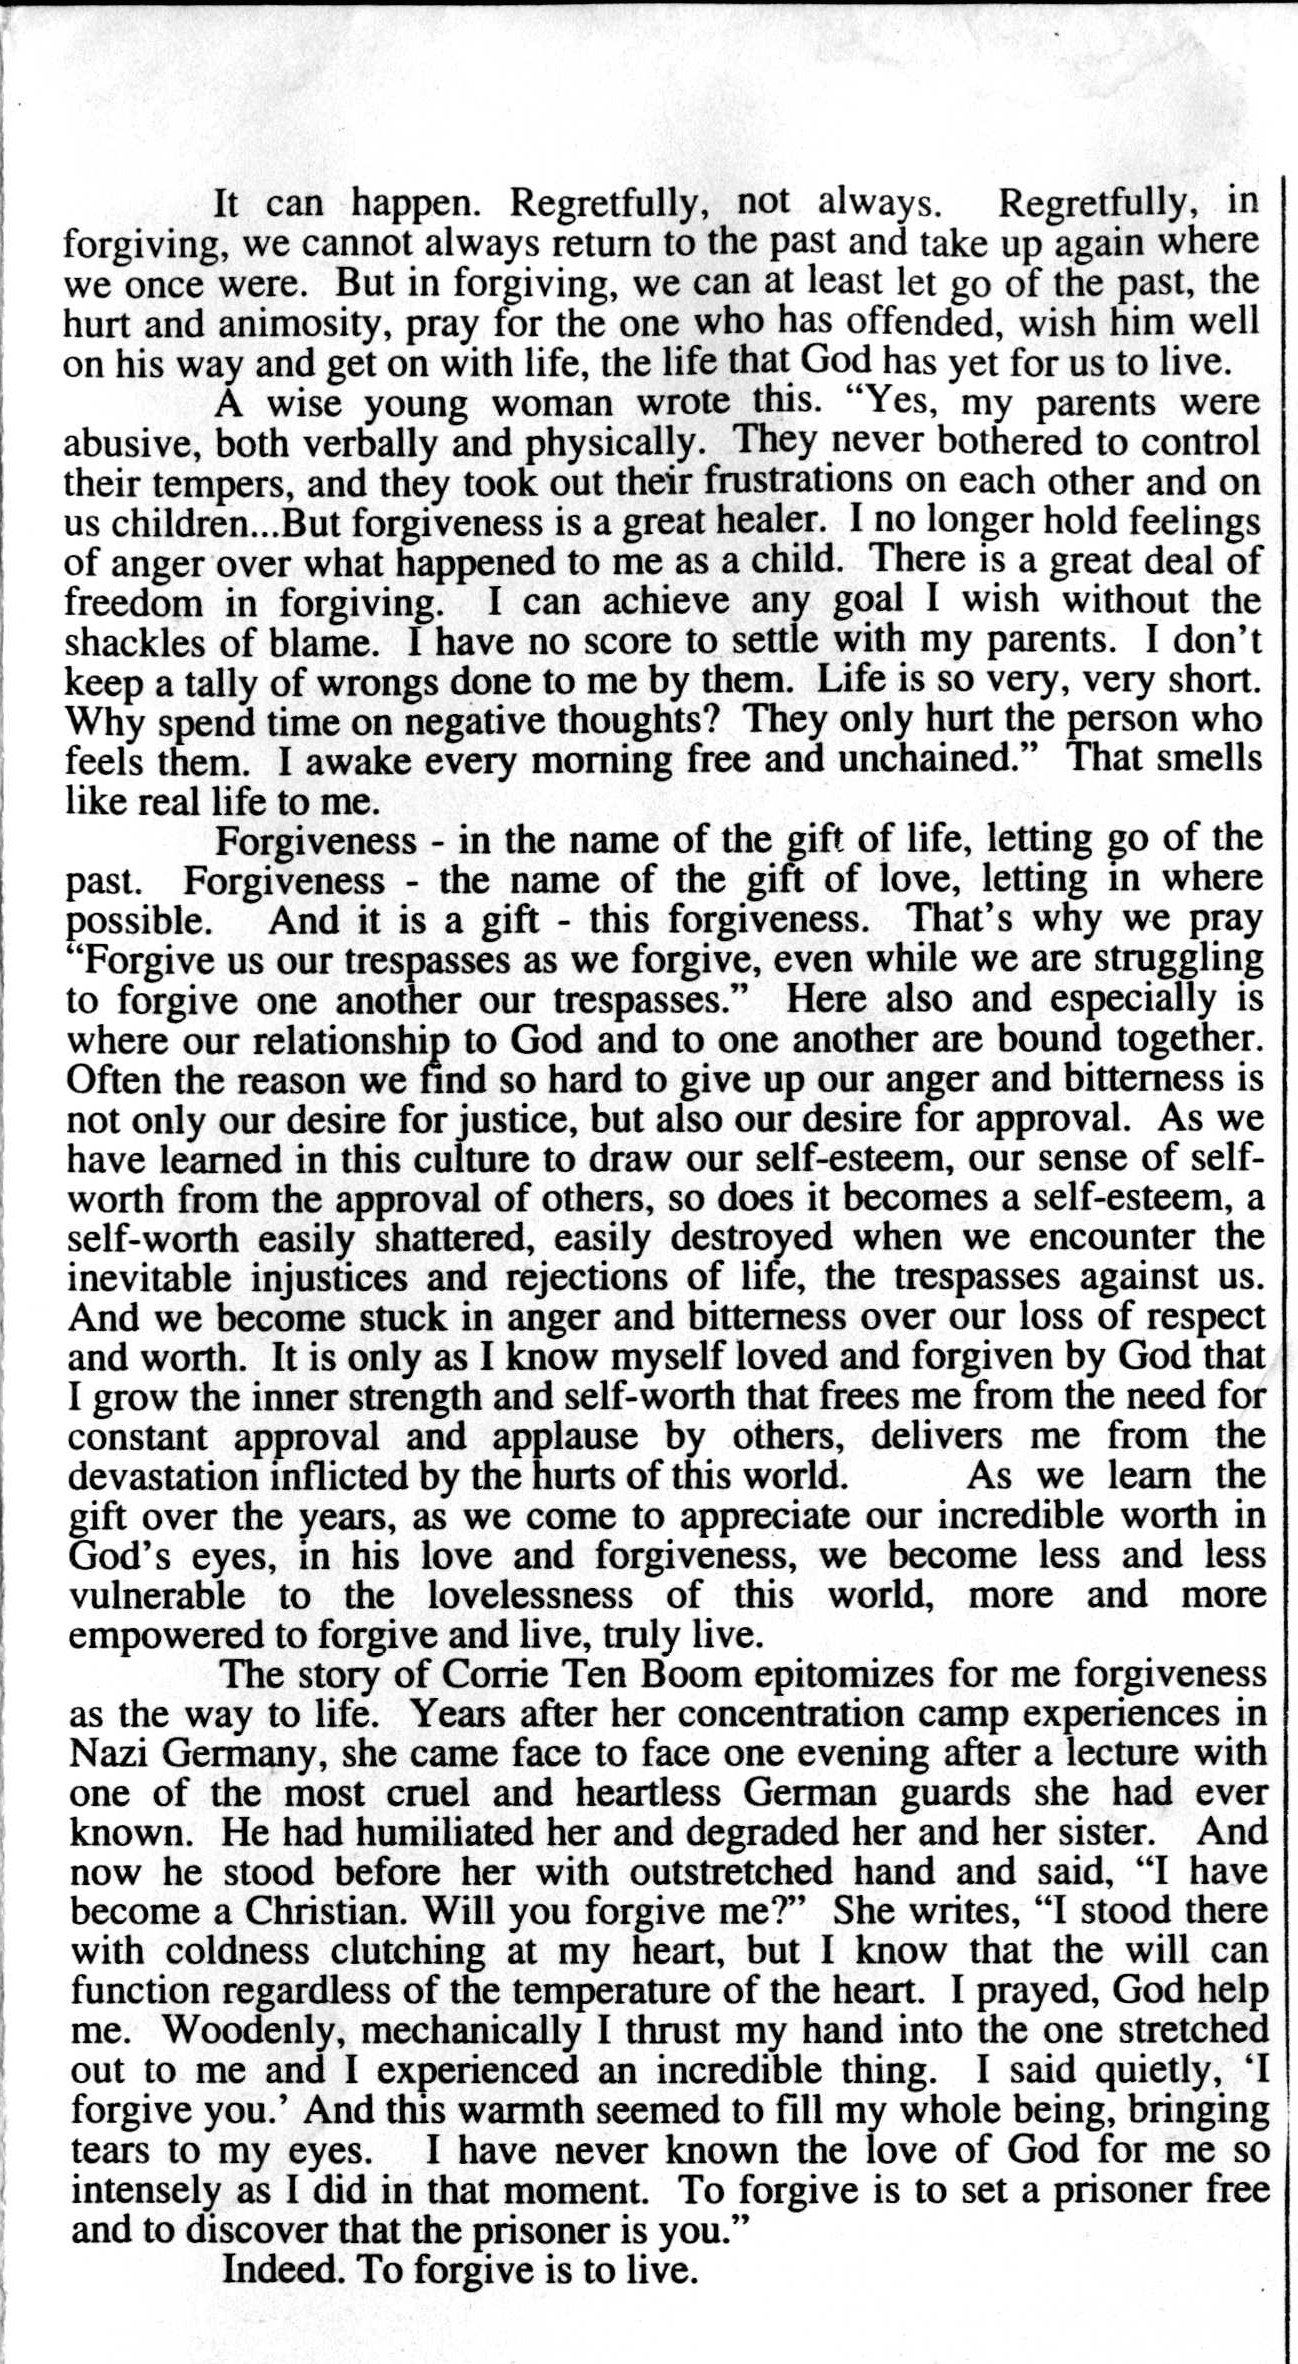 It can happen. Regretfully, not always. Regretfully, in
forgiving, we cannot always return to the past and take up again where
we once were. But in forgiving, we can at least let go of the past, the
hurt and animosity, pray for the one who has offended, wish him well
on his way and get on with life, the life that God has yet for us to live.
A wise young woman wrote this. “Yes, my parents were
abusive, both verbally and physically. They never bothered to control
their tempers, and they took out their frustrations on each other and on
us children...But forgiveness is a great healer. I no longer hold feelings
of anger over what happened to me as a child. There is a great deal of
freedom in forgiving. I can achieve any goal I wish without the
shackles of blame. I have no score to settle with my parents. I don’t
keep a tally of wrongs done to me by them. Life is so very, very short.
Why spend time on negative thoughts? They only hurt the person who
feels them. I awake every morning free and unchained.” That smells
like real life to me.
Forgiveness - in the name of the gift of life, letting go of the
past. Forgiveness - the name of the gift of love, letting in where
possible. And it is a gift - this forgiveness. That’s why we pray
“Forgive us our trespasses as we forgive, even while we are struggling
to forgive one another our trespasses.” Here also and especially is
where our relationship to God and to one another are bound together.
Often the reason we find so hard to give up our anger and bitterness is
not only our desire for justice, but also our desire for approval. As we
have learned in this culture to draw our self-esteem, our sense of self-
worth from the approval of others, so does it becomes a self-esteem, a
self-worth easily shattered, easily destroyed when we encounter the
inevitable injustices and rejections of life, the trespasses against us.
And we become stuck in anger and bitterness over our loss of respect
and worth. It is only as I know myself loved and forgiven by God that
I grow the inner strength and self-worth that frees me from the need for
constant approval and applause by others, delivers me from the
devastation inflicted by the hurts of this world. As we learn the
gift over the years, as we come to appreciate our incredible worth in
God’s eyes, in his love and forgiveness, we become less and less
vulnerable to the lovelessness of this world, more and more
empowered to forgive and live, truly live.
The story of Corrie Ten Boom epitomizes for me forgiveness
as the way to life. Years after her concentration camp experiences in
Nazi Germany, she came face to face one evening after a lecture with
one of the most cruel and heartless German guards she had ever
known. He had humiliated her and degraded her and her sister. And
now he stood before her with outstretched hand and said, “I have
become a Christian. Will you forgive me?” She writes, “I stood there
with coldness clutching at my heart, but I know that the will can
function regardless of the temperature of the heart. I prayed, God help
me. Woodenly, mechanically I thrust my hand into the one stretched
out to me and I experienced an incredible thing. I said quietly, ‘I
forgive you.’ And this warmth seemed to fill my whole being, bringing
tears to my eyes. I have never known the love of God for me so
intensely as I did in that moment. To forgive is to set a prisoner free
and to discover that the prisoner is you.”
Indeed. To forgive is to live.